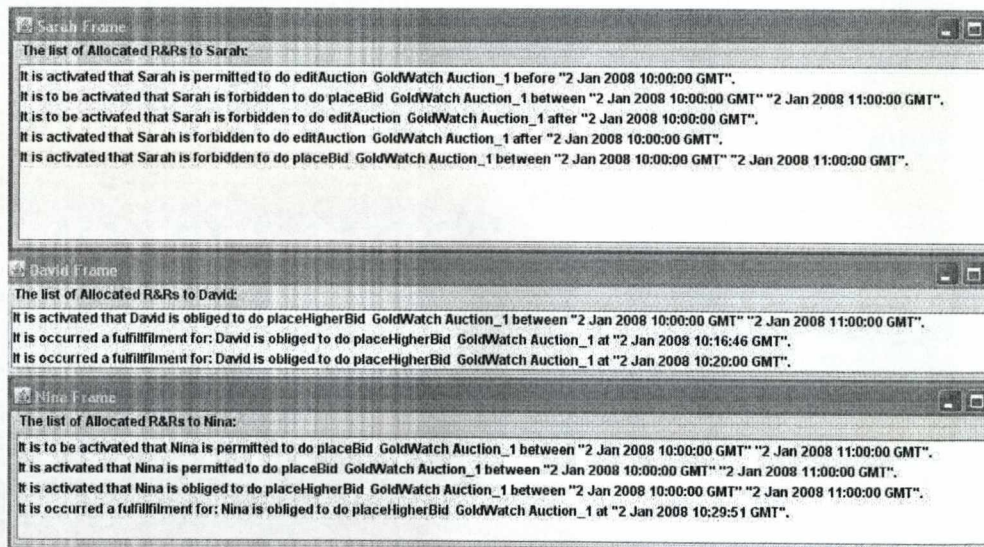 Sarah Frame
The list of Allocated R&Rs to Sarah:
It is activated that Sarah is permitted to do editAuction GoldWatch Auction_1 before "2 Jan 2008 10:00:00 GMT".
It is to be activated that Sarah is forbidden to do placeBid GoldWatch Auction_1 between "2 Jan 2008 10:00:00 GMT" "2 Jan 2008 11:00:00 GMT".
It is to be activated that Sarah is forbidden to do editAuction GoldWatch Auction_1 after "2 Jan 2008 10:00:00 GMT".
It is activated that Sarah is forbidden to do editAuction GoldWatch Auction_1 after "2 Jan 2008 10:00:00 GMT".
It is activated that Sarah is forbidden to do placeBid GoldWatch Auction_1 between "2 Jan 2008 10:00:00 GMT" "2 Jan 2008 11:00:00 GMT".
David Frame
The list of Allocated R&Rs to David:
It is activated that David is obliged to do placeHigherBid GoldWatch Auction_1 between "2 Jan 2008 10:00:00 GMT" "2 Jan 2008 11:00:00 GMT".
It is occurred a fulfillfilment for: David is obliged to do placeHigherBid GoldWatch Auction_1 at "2 Jan 2008 10:16:46 GMT".
It is occurred a fulfillfilment for: David is obliged to do placeHigherBid GoldWatch Auction_1 at "2 Jan 2008 10:20:00 GMT".
Nina Frame
The list of Allocated R&Rs to Nina:
It is to be activated that Nina is permitted to do placeBid GoldWatch Auction_1 between "2 Jan 2008 10:00:00 GMT" "2 Jan 2008 11:00:00 GMT".
It is activated that Nina is permitted to do placeBid GoldWatch Auction_1 between "2 Jan 2008 10:00:00 GMT" "2 Jan 2008 11:00:00 GMT".
It is activated that Nina is obliged to do placeHigherBid GoldWatch Auction_1 between "2 Jan 2008 10:00:00 GMT" "2 Jan 2008 11:00:00 GMT".
It is occurred a fulfillfilment for: Nina is obliged to do placeHigherBid GoldWatch Auction_1 at "2 Jan 2008 10:29:51 GMT".